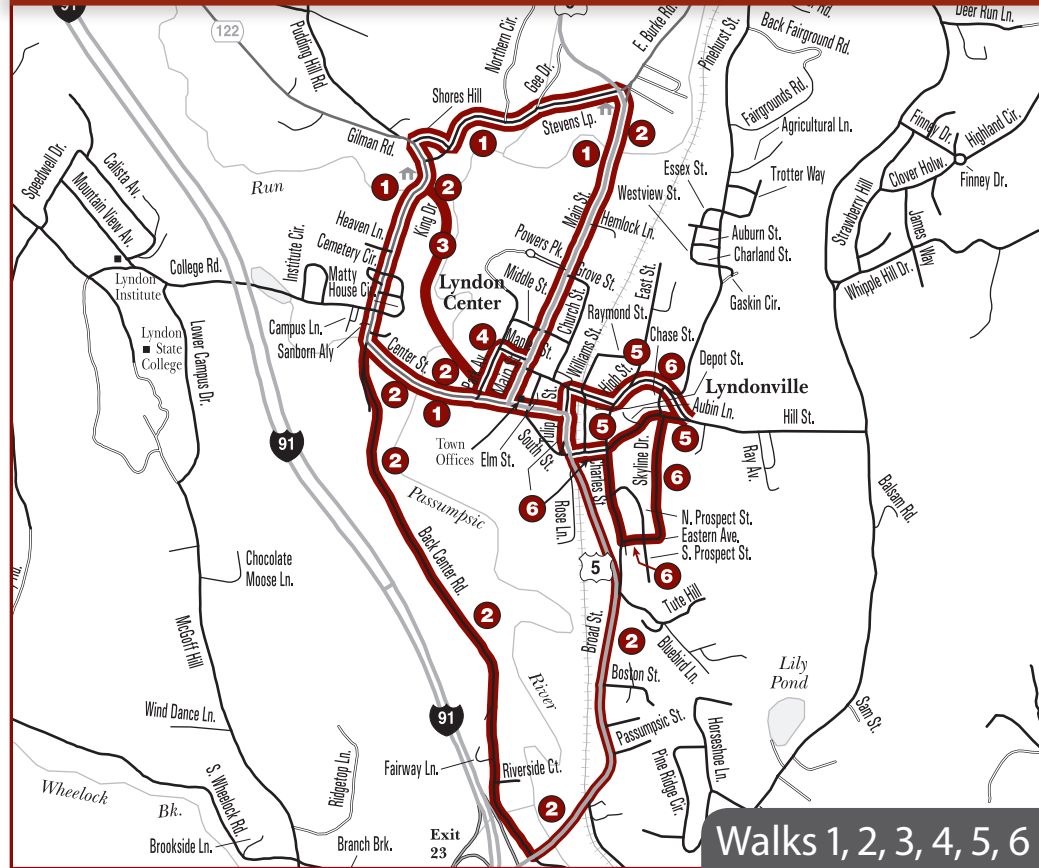 91
5
Deer Run Ln.
122
Pudding Hill Rd.
Northern Cir.
Gee Dr.
E. Burke Rd.
Pinehurst St.
Back Fairground Rd.
Fairgrounds Rd.
Agricultural Ln.
Shores Hill
Stevens Lp.
Gilman Rd.
1
1
2
1
2
Speedwell Dr.
Calista Av.
Mountain View Av.
Run
King Dr
3
Essex St.
Westview St.
Trotter Way
Auburn St.
Charland St.
Gaskin Cir.
Finney Dr.
Highland Cir.
Clover Holw.
Finney Dr.
Strawberry Hill
James Way
Whipple Hill Dr.
Heaven Ln.
Cemetery Cir.
Matty
House Cir.
Institute Cir.
College Rd.
Lyndon
Institute
Lyndon
State
College
Lower Campus Dr.
Campus Ln.
Sanborn Aly
Main St.
Hemlock Ln.
Powers Pk.
Grove St.
Middle St.
Church St.
East St.
Lyndon
Center
Raymond St.
Williams St.
Chase St.
4
Maple St.
Main St.
Center St.
2
2
1
High St.
5
6
Depot St.
Lyndonville
Aubin Ln.
Hill St.
Ray Av.
Tulip St.
5
5
Town
Offices
Elm St.
South St.
Charles St.
Skyline Dr.
6
6
Rose Ln.
N. Prospect St.
Eastern Ave.
S. Prospect St.
6
Tute Hill
Bluebird Ln.
91
2
Passumpsic
River
Back Center Rd.
2
5
Broad St.
2
Boston St.
Passumpsic St.
Pine Ridge Cir.
Horseshoe Ln.
Lily
Pond
Balsam Rd.
Sam St.
Chocolate
Moose Ln.
McGoff Hill
Wind Dance Ln.
91
Fairway Ln.
Riverside Ct.
Ridgetop Ln.
Wheelock
Bk.
S. Wheelock Rd.
Brookside Ln.
Branch Brk.
Exit
23
2
Walks 1, 2, 3, 4, 5, 6